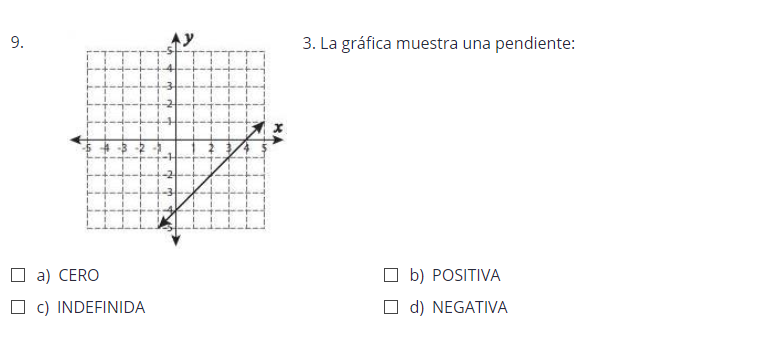 9.
3. La gráfica muestra una pendiente:
y
5
4
3
2
1
x
-5 -4 -3 -2 -1 1 2 3 4 5
-1
-2
-3
-4
-5
a) CERO
b) POSITIVA
c) INDEFINIDA
d) NEGATIVA